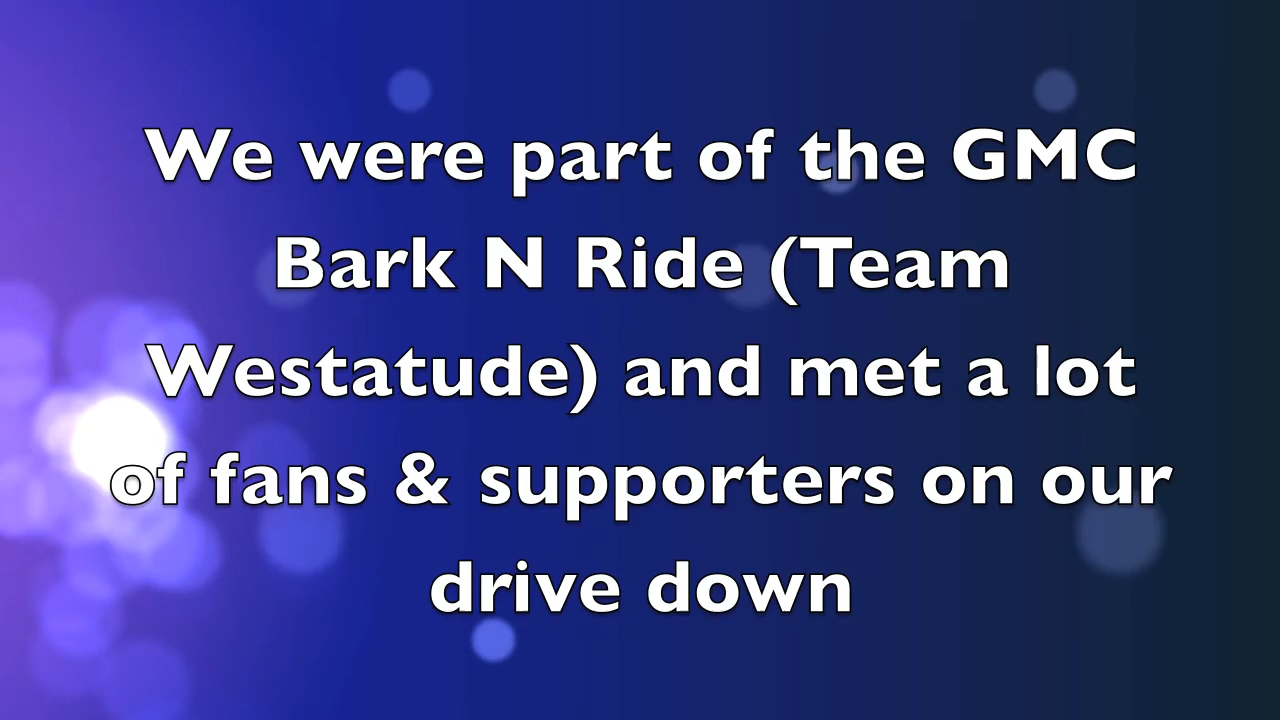 We were part of the GMC
Bark N Ride (Team
Westatude) and met a lot
of fans & supporters on our
drive down